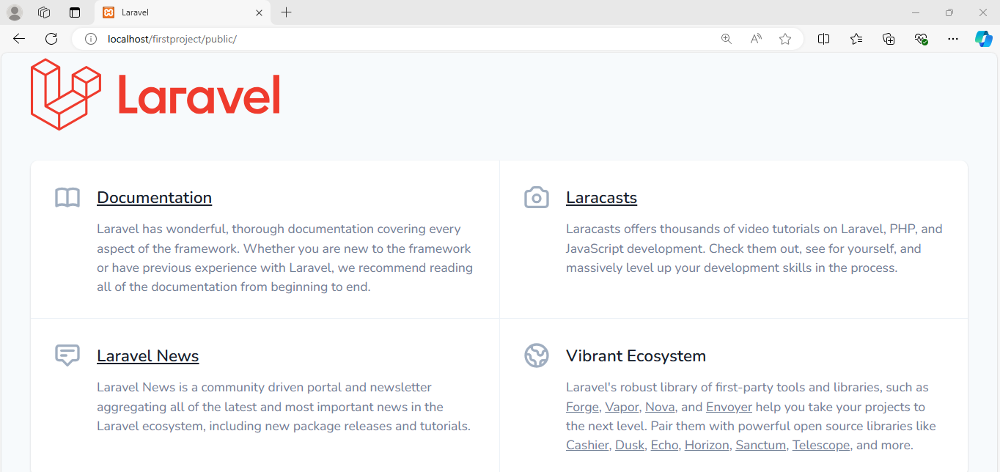 Laravel
localhost/firstproject/public/
Laravel
Documentation
Laravel has wonderful, thorough documentation covering every
aspect of the framework. Whether you are new to the framework
or have previous experience with Laravel, we recommend reading
all of the documentation from beginning to end.
Laracasts
Laracasts offers thousands of video tutorials on Laravel, PHP, and
JavaScript development. Check them out, see for yourself, and
massively level up your development skills in the process.
Laravel News
Laravel News is a community driven portal and newsletter
aggregating all of the latest and most important news in the
Laravel ecosystem, including new package releases and tutorials.
Vibrant Ecosystem
Laravel's robust library of first-party tools and libraries, such as
Forge, Vapor, Nova, and Envoyer help you take your projects to
the next level. Pair them with powerful open source libraries like
Cashier, Dusk, Echo, Horizon, Sanctum, Telescope, and more.